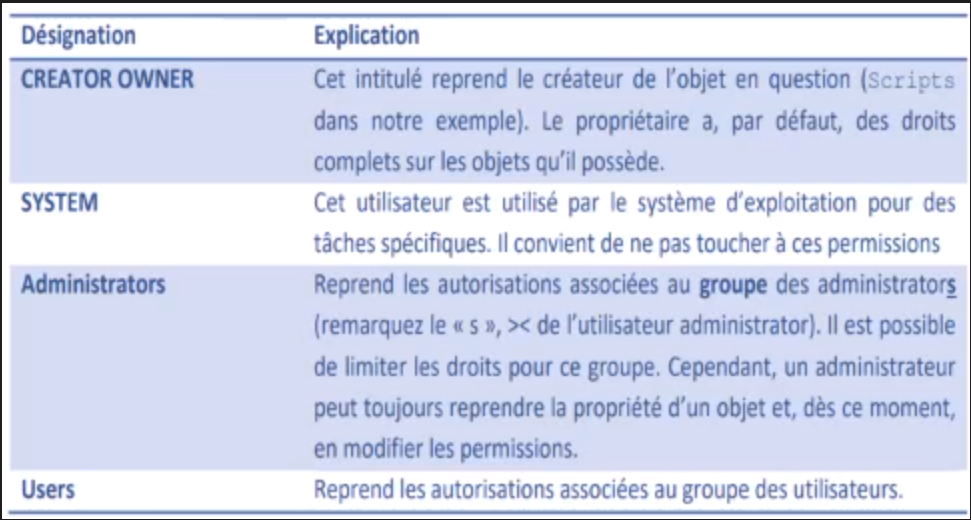 Désignation Explication
CREATOR OWNER Cet intitulé reprend le créateur de l'objet en question (Scripts
dans notre exemple). Le propriétaire a, par défaut, des droits
complets sur les objets qu'il possède.
SYSTEM Cet utilisateur est utilisé par le système d'exploitation pour des
tâches spécifiques. Il convient de ne pas toucher à ces permissions
Administrators Reprend les autorisations associées au groupe des administrators
(remarquez le « s », >< de l'utilisateur administrator). Il est possible
de limiter les droits pour ce groupe. Cependant, un administrateur
peut toujours reprendre la propriété d'un objet et, dès ce moment,
en modifier les permissions.
Users Reprend les autorisations associées au groupe des utilisateurs.